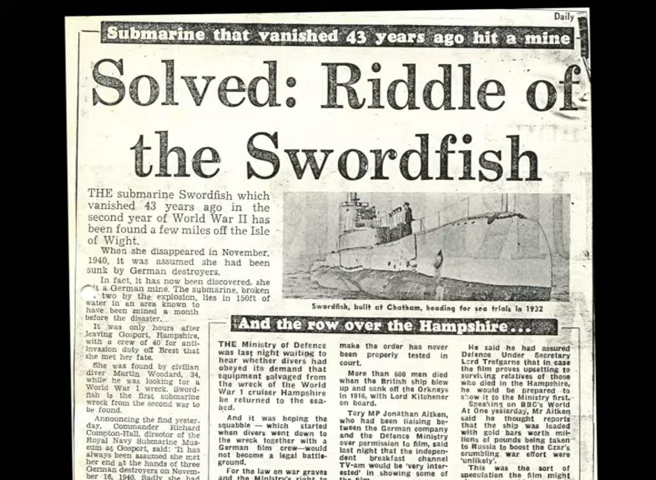 Daily
Submarine that vanished 43 years ago hit a mine
Solved: Riddle of
the Swordfish
THE submarine Swordfish which
vanished 43 years ago in the
second year of World War II has
been found a few miles off the Isle
of Wight.
When she disappeared in November,
1940, it was assumed she had been
sunk by German destroyers.
In fact, it has now been discovered, she
a German mine. The submarine, broken
two by the explosion, lies in 150ft of
water in an area known to
have been mined a month
before the disaster.
It was only hours after
leaving Gosport, Hampshire,
with a crew of 40 for anti-
invasion duty off Brest that
she met her fate.
She was found by civilian
diver Martin Woodard, 34,
while he was looking for a
World War I wreck. Sword-
fish is the first submarine
wreck from the second war to
be found.
Announcing the find yester-
day, Commander Richard
Compton-Hall, director of the
Royal Navy Submarine Mus-
eum at Gosport, said: 'It has
always been assumed she met
her end at the hands of three
German destroyers on Novem-
ber 16, 1940. Sadly she had
Swordfish, built at Chatham, heading for sea trials in 1932
And the row over the Hampshire...
THE Ministry of Defence
was last night waiting to
hear whether divers had
obeyed its demand that
equipment salvaged from
the wreck of the World
War I cruiser Hampshire
be returned to the sea-
bed.
And it was hoping the
squabble — which started
when divers went down
to the wreck together with a
German film crew—would
not become a legal battle-
ground.
For the law on war graves
and the Ministry's right to
make the order has never
been properly tested in
court.
More than 600 men died
when the British ship blew
up and sank off the Orkneys
in 1916, with Lord Kitchener
on board.
Tory MP Jonathan Aitken,
who had been liaising be-
tween the German company
and the Defence Ministry
over permission to film, said
last night that the indepen-
dent breakfast channel
TV-am would be 'very inter-
ested' in showing some of
the film.
He said he had assured
Defence Under Secretary
Lord Trefgarne that in case
the film proves upsetting to
surviving relatives of those
who died in the Hampshire,
he would be prepared to
show it to the Ministry first.
Speaking on BBC's World
At One yesterday, Mr Aitken
said he thought reports
that the ship was loaded
with gold bars worth mil-
lions of pounds being taken
to Russia to boost the Czar's
crumbling war effort were
'unlikely'.
This was the sort of
speculation the film might